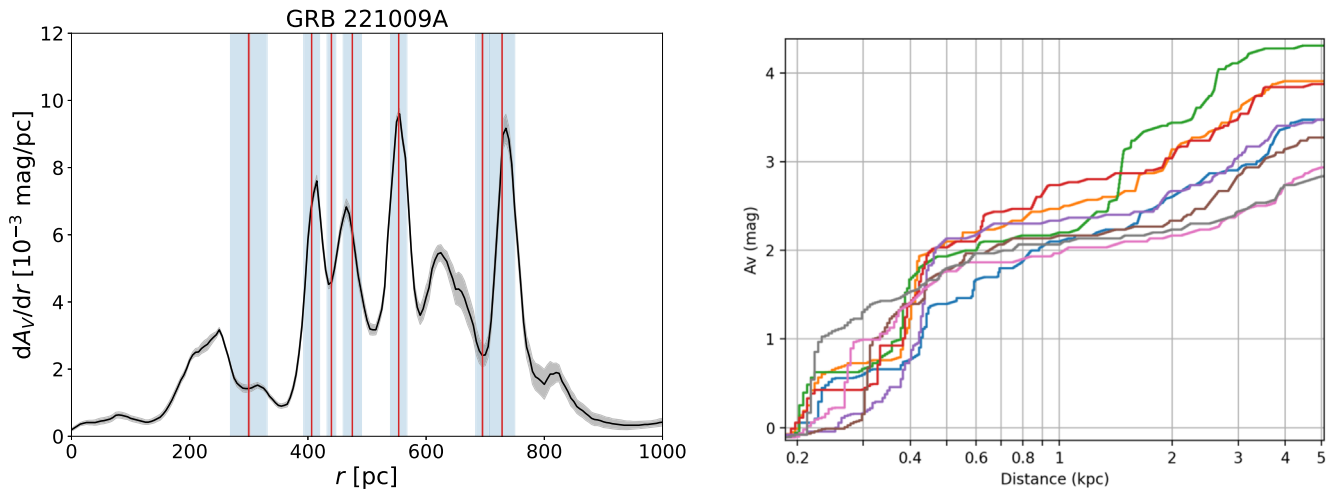 GRB 221009A
dA_V/dr [10^−3 mag/pc]
12
10
8
6
4
2
0
0 200 400 600 800 1000
r [pc]
Av (mag)
4
3
2
1
0
0.2 0.4 0.6 0.8 1 2 3 4 5
Distance (kpc)